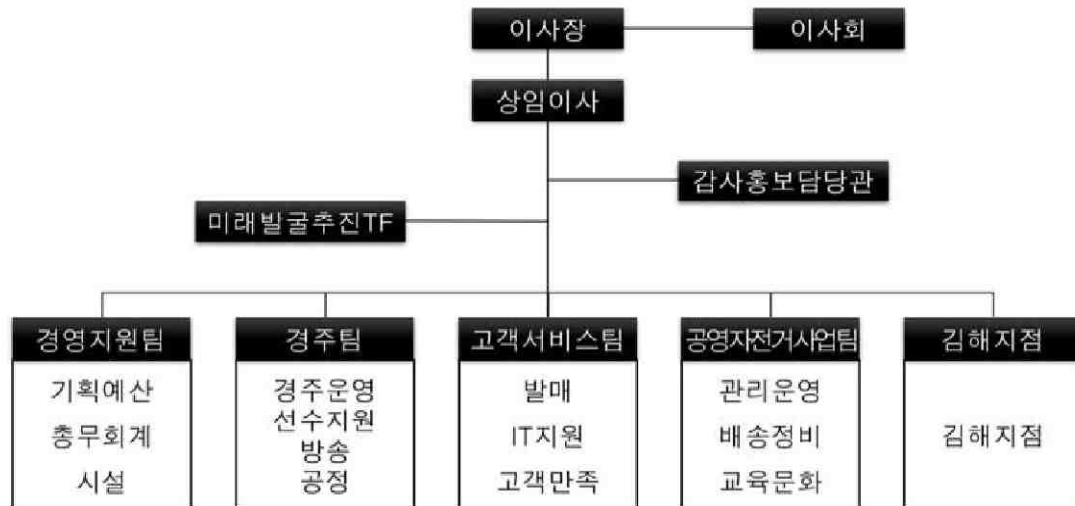 이사장
이사회
상임이사
감사홍보담당관
미래발굴추진TF
경영지원팀
기획예산
총무회계
시설
경주팀
경주운영
선수지원
방송
공정
고객서비스팀
발매
IT지원
고객만족
공영자전거사업팀
관리운영
배송정비
교육문화
김해지점
김해지점